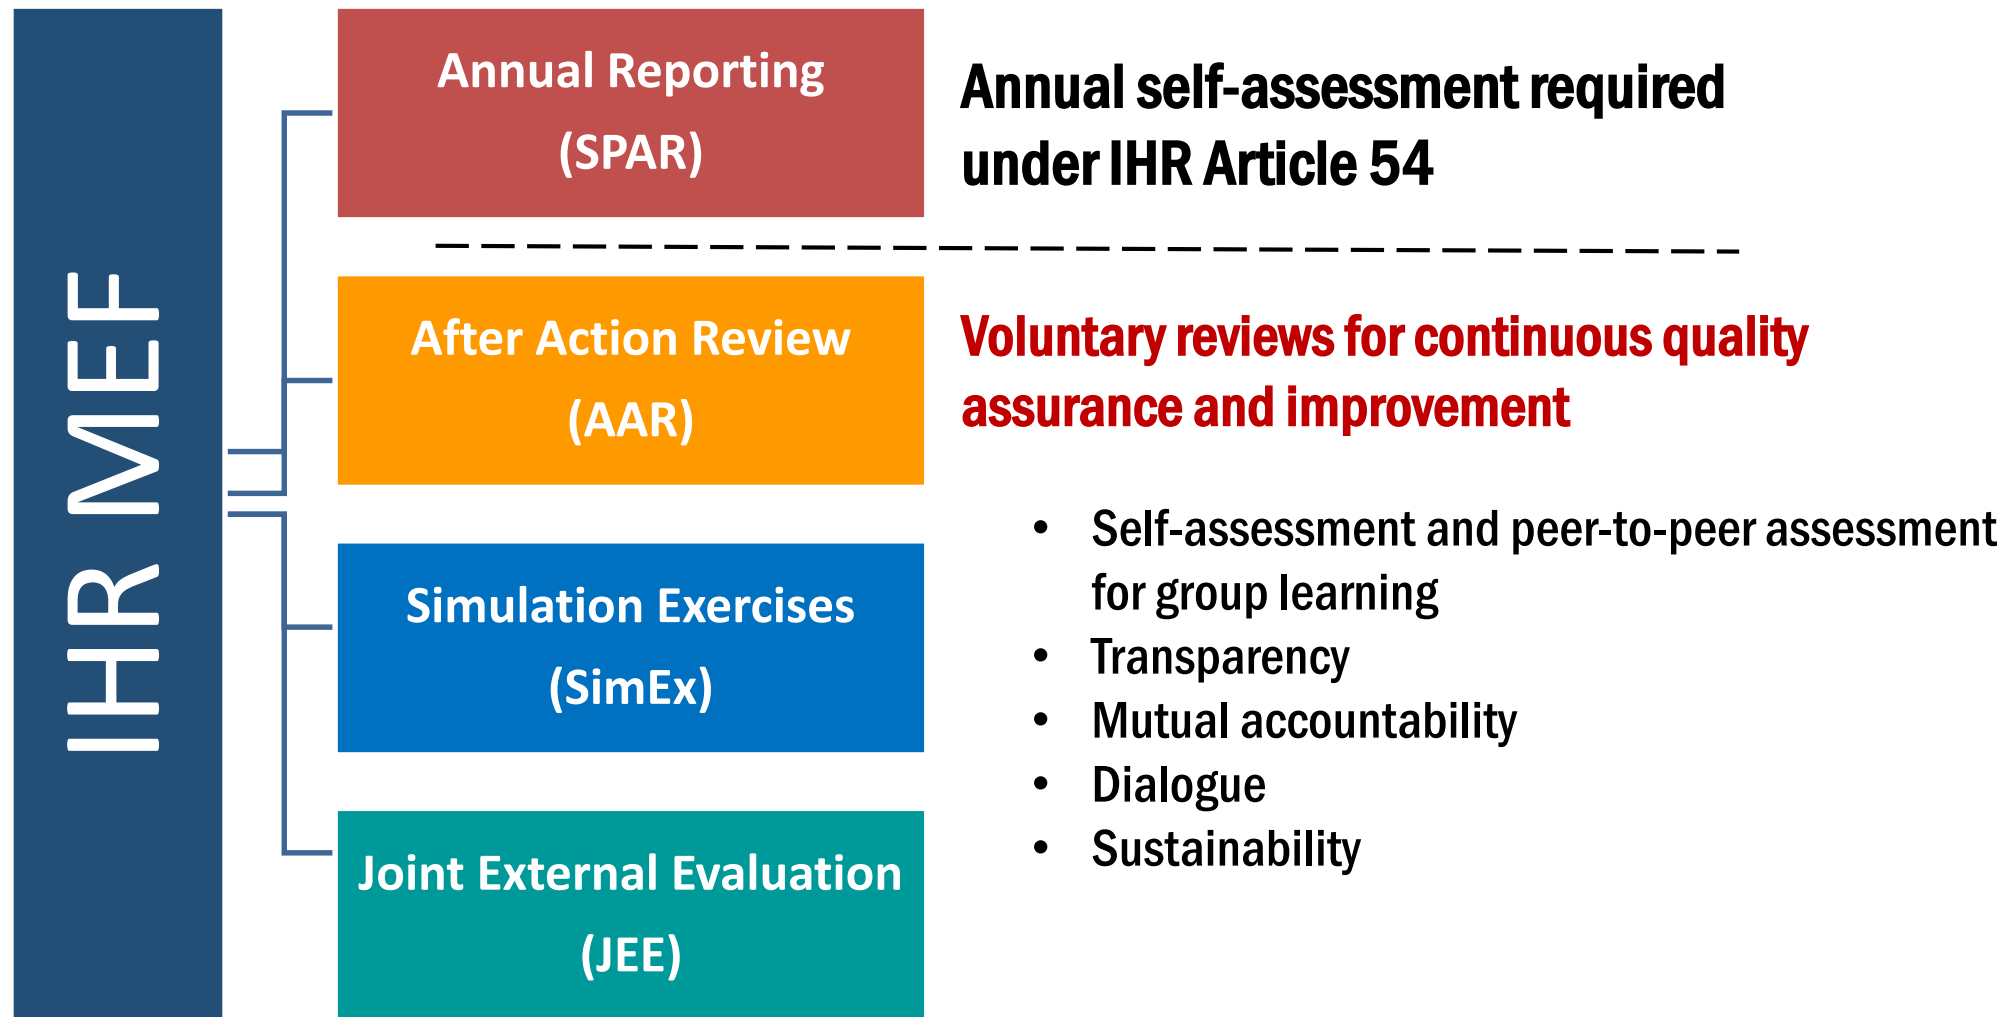 IHR MEF
Annual Reporting
(SPAR)
Annual self-assessment required
under IHR Article 54
After Action Review
(AAR)
Voluntary reviews for continuous quality
assurance and improvement
Simulation Exercises
(SimEx)
Joint External Evaluation
(JEE)
• Self-assessment and peer-to-peer assessment
for group learning
• Transparency
• Mutual accountability
• Dialogue
• Sustainability